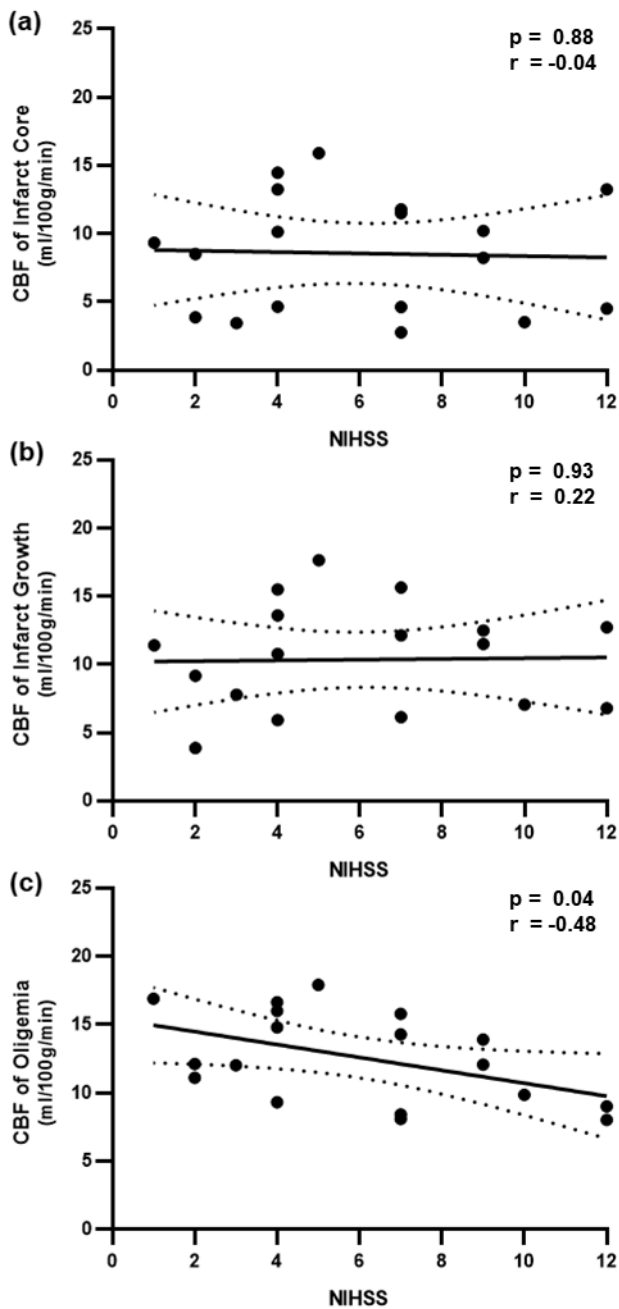 (a)
p = 0.88
r = -0.04
CBF of Infarct Core
(ml/100g/min)
25
20
15
10
5
0
0 2 4 6 8 10 12
NIHSS
(b)
p = 0.93
r = 0.22
CBF of Infarct Growth
(ml/100g/min)
25
20
15
10
5
0
0 2 4 6 8 10 12
NIHSS
(c)
p = 0.04
r = -0.48
CBF of Oligemia
(ml/100g/min)
25
20
15
10
5
0
0 2 4 6 8 10 12
NIHSS